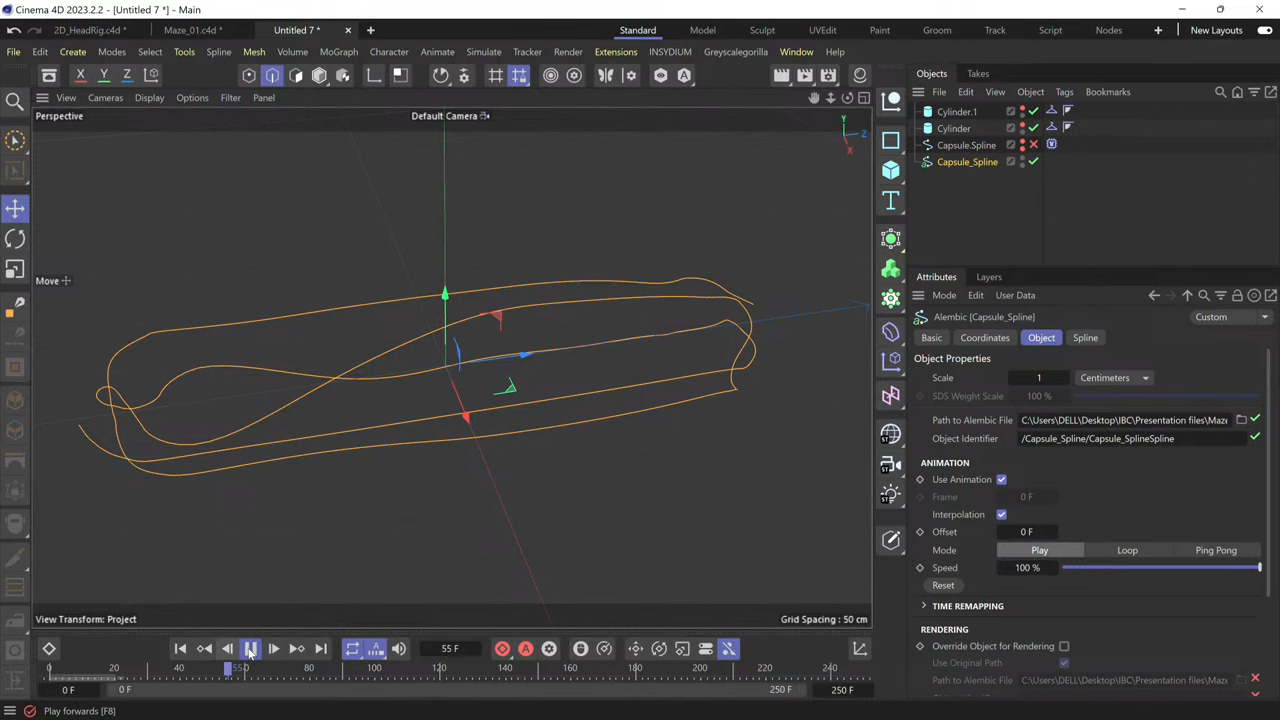 Cinema 4D 2023.2.2 - [Untitled 7 *] - Main
2D_HeadRig.c4d * Maze_01.c4d * Untitled 7 * Standard Model Sculpt UVEdit Paint Groom Track Script Nodes New Layouts
File Edit Create Modes Select Tools Spline Mesh Volume MoGraph Character Animate Simulate Tracker Render Extensions INSYDIUM Greyscalegorilla Window Help
X Y Z
Objects Takes
View Cameras Display Options Filter Panel
File Edit View Object Tags Bookmarks
Perspective
Default Camera
Y
Z
X
Cylinder.1
Cylinder
Capsule.Spline
Capsule_Spline
Move
Attributes Layers
Mode Edit User Data
Alembic [Capsule_Spline] Custom
Basic Coordinates Object Spline
Object Properties
Scale 1 Centimeters
SDS Weight Scale 100 %
Path to Alembic File C:\Users\DELL\Desktop\IBC\Presentation files\Maze
Object Identifier /Capsule_Spline/Capsule_SplineSpline
ANIMATION
Use Animation
Frame 0 F
Interpolation
Offset 0 F
Mode Play Loop Ping Pong
Speed 100 %
Reset
TIME REMAPPING
RENDERING
Override Object for Rendering
Use Original Path
Path to Alembic File C:\Users\DELL\Desktop\IBC\Presentation files\Maze
View Transform: Project
Grid Spacing : 50 cm
55 F
0 20 40 55 60 80 100 120 140 160 180 200 220 240
0 F 0 F 250 F 250 F
Play forwards [F8]